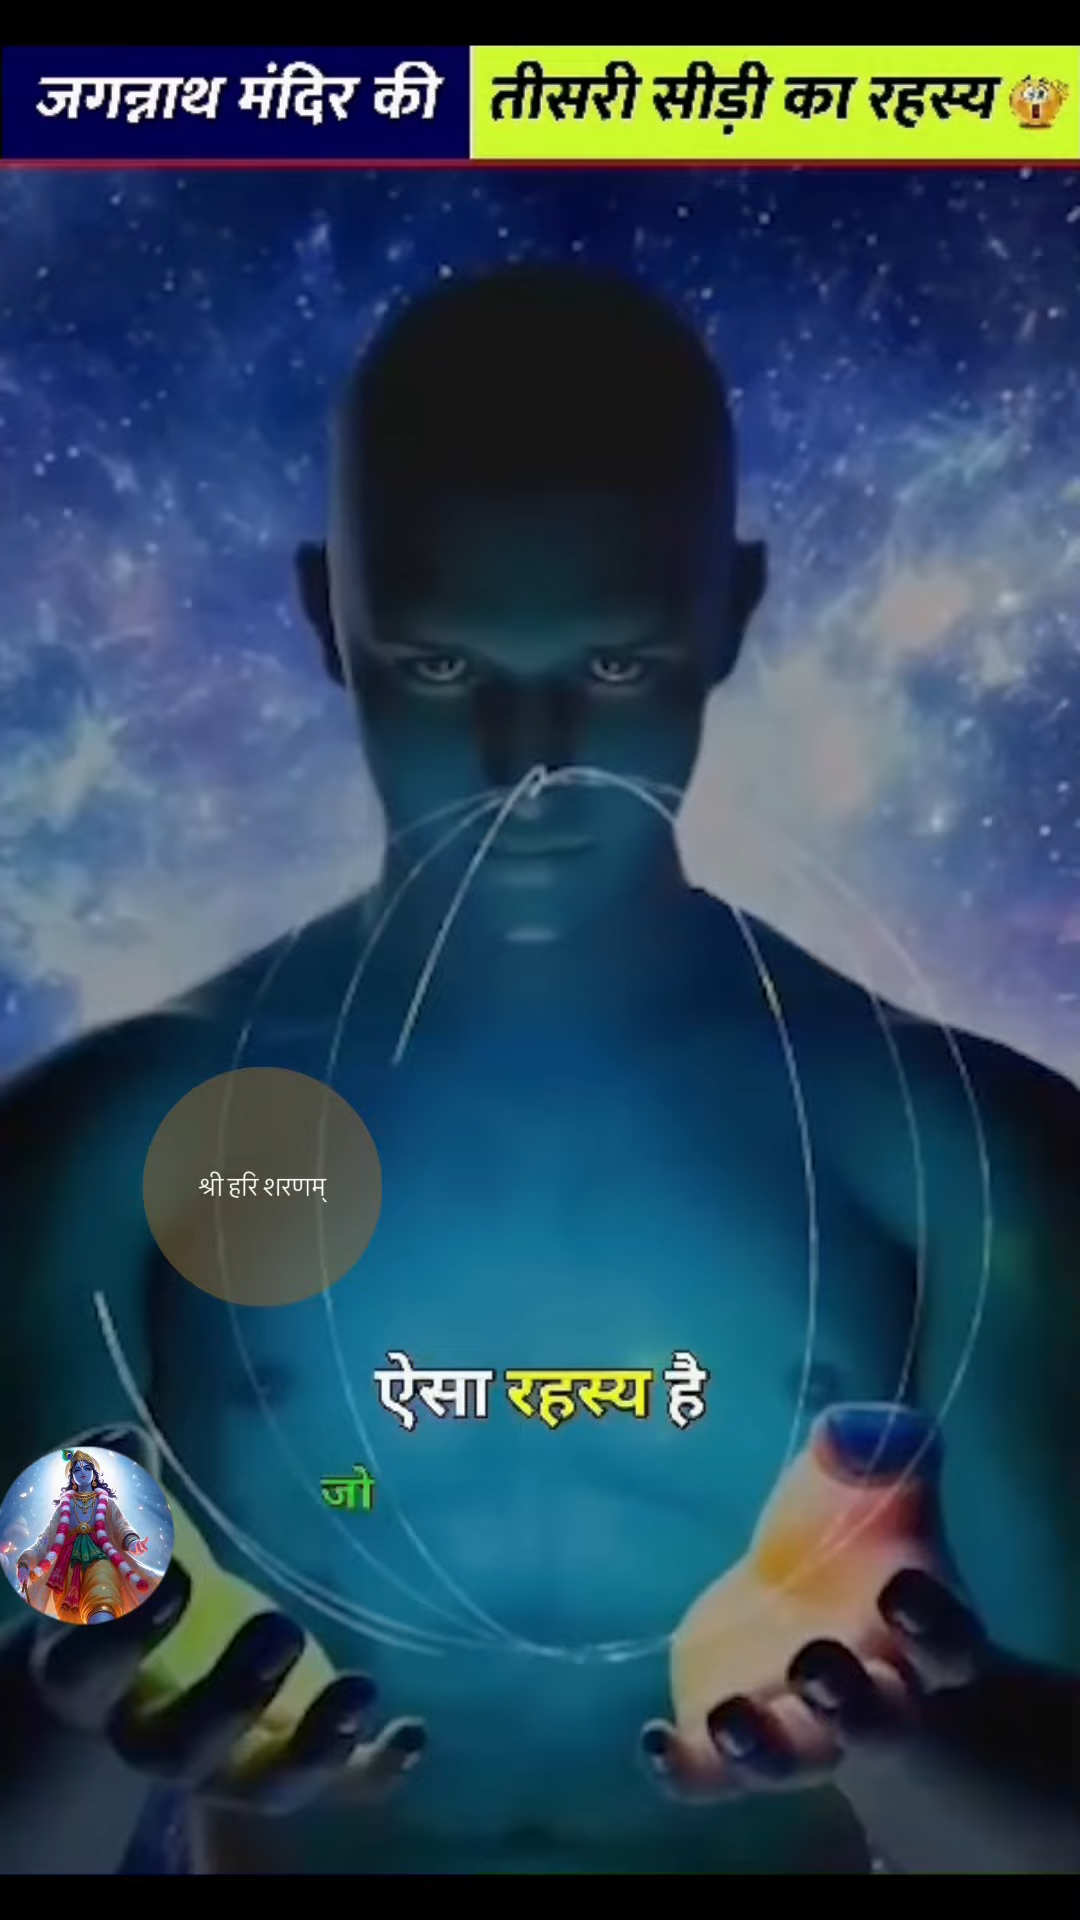 जगन्नाथ मंदिर की तीसरी सीड़ी का रहस्य
श्री हरि शरणम्
ऐसा रहस्य है
जो